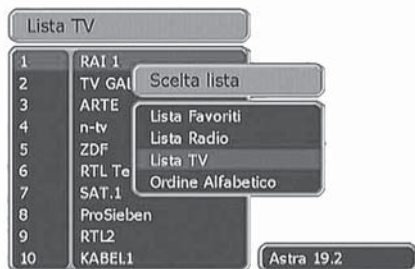 Lista TV
1 RAI 1
2 TV GAL
3 ARTE
4 n-tv
5 ZDF
6 RTL Te
7 SAT.1
8 ProSieben
9 RTL2
10 KABEL1
Scelta lista
Lista Favoriti
Lista Radio
Lista TV
Ordine Alfabetico
Astra 19.2